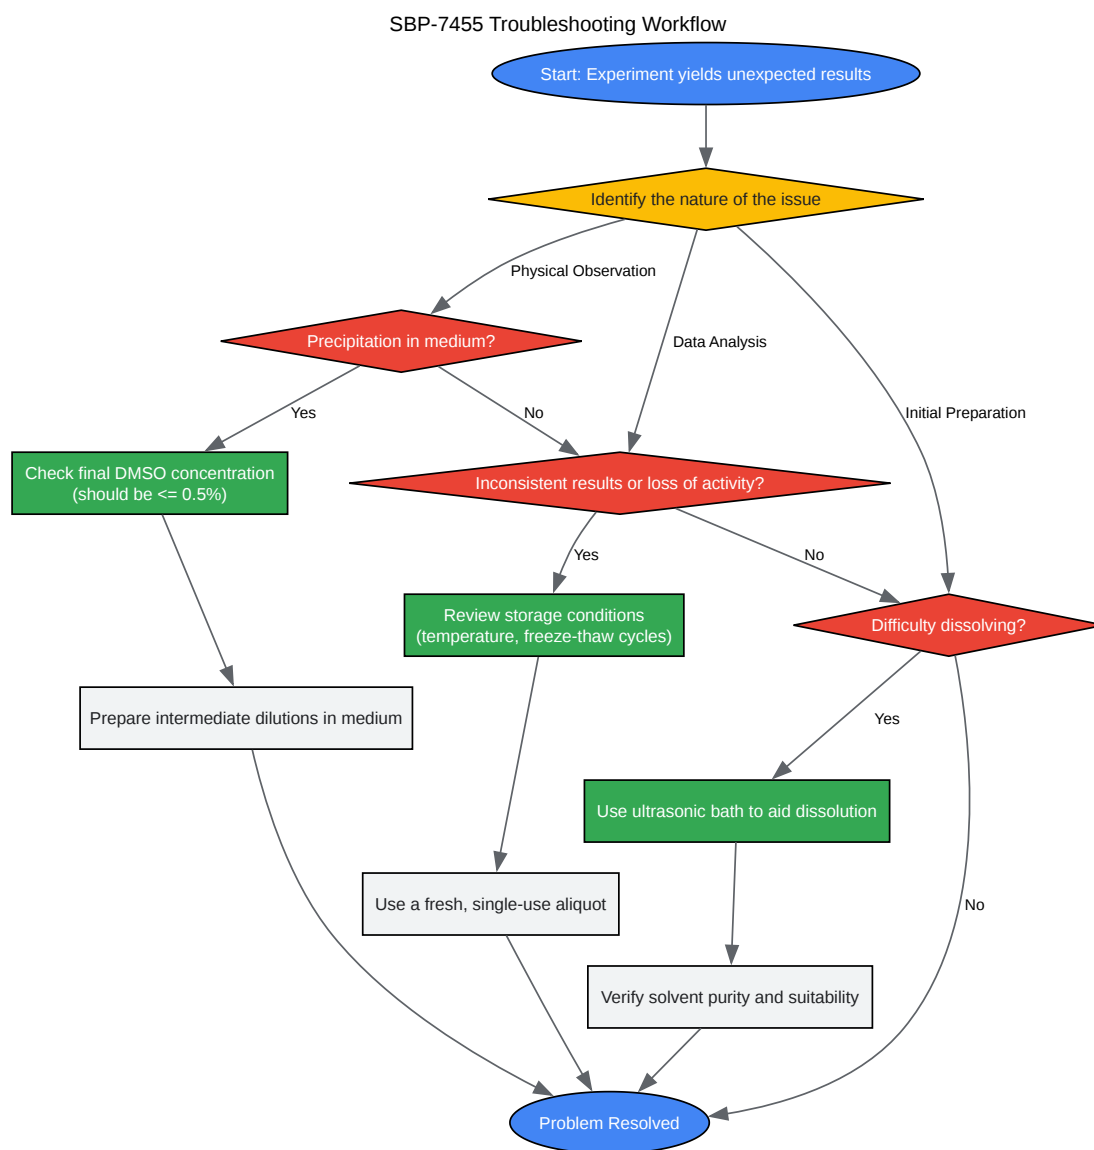 SBP-7455 Troubleshooting Workflow
Start: Experiment yields unexpected results
Identify the nature of the issue
Physical Observation
Precipitation in medium?
Data Analysis
Initial Preparation
Yes
No
Check final DMSO concentration
(should be <= 0.5%)
Inconsistent results or loss of activity?
Yes
No
Review storage conditions
(temperature, freeze-thaw cycles)
Difficulty dissolving?
Prepare intermediate dilutions in medium
Yes
Use ultrasonic bath to aid dissolution
Use a fresh, single-use aliquot
No
Verify solvent purity and suitability
Problem Resolved